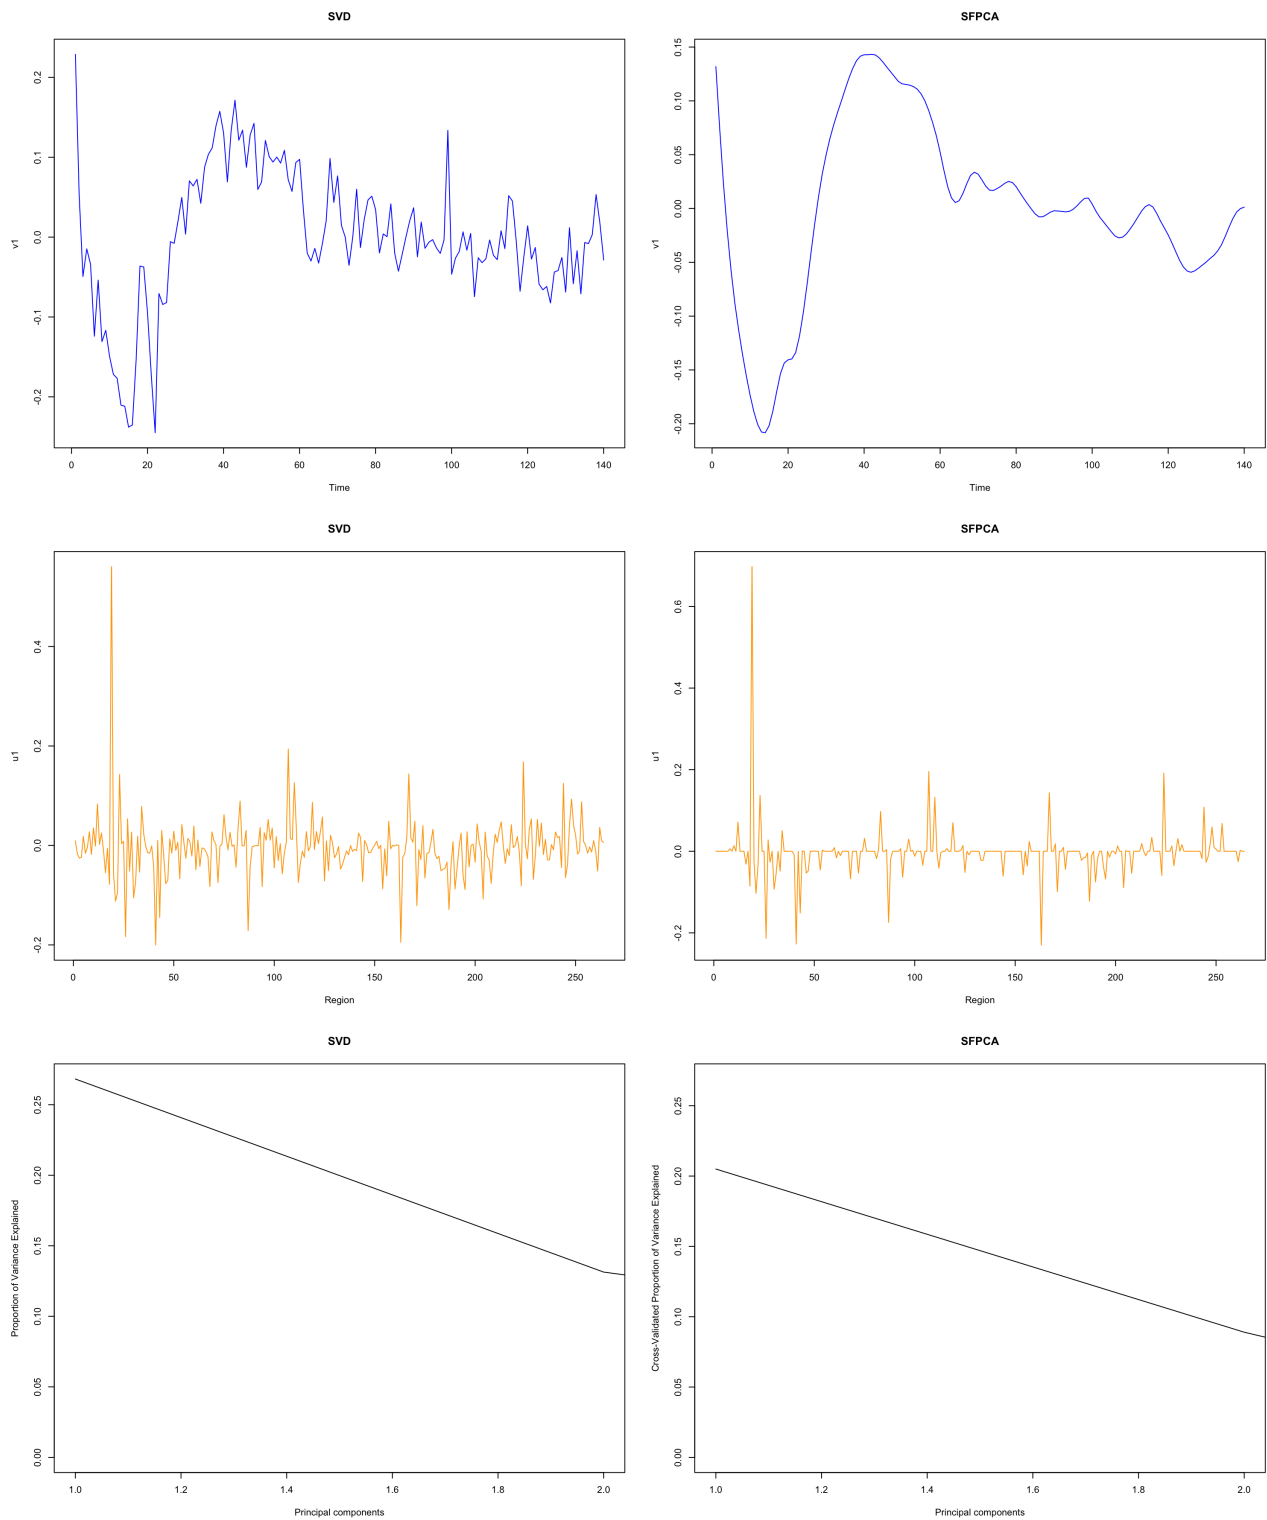 SVD
v1
0.2
0.1
0.0
-0.1
-0.2
0 20 40 60 80 100 120 140
Time
SFPCA
v1
0.15
0.10
0.05
0.00
-0.05
-0.10
-0.15
-0.20
0 20 40 60 80 100 120 140
Time
SVD
u1
0.4
0.2
0.0
-0.2
0 50 100 150 200 250
Region
SFPCA
u1
0.6
0.4
0.2
0.0
-0.2
0 50 100 150 200 250
Region
SVD
Proportion of Variance Explained
0.25
0.20
0.15
0.10
0.05
0.00
1.0 1.2 1.4 1.6 1.8 2.0
Principal components
SFPCA
Cross-Validated Proportion of Variance Explained
0.25
0.20
0.15
0.10
0.05
0.00
1.0 1.2 1.4 1.6 1.8 2.0
Principal components